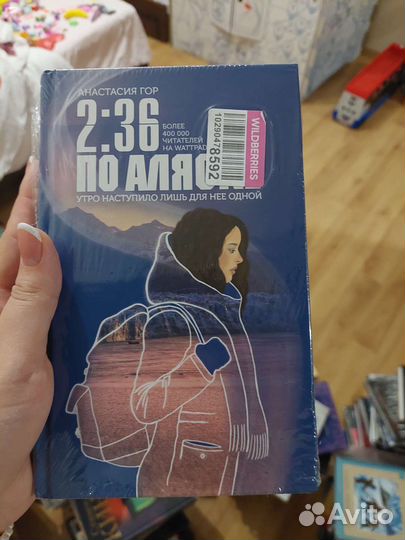 АНАСТАСИЯ ГОР
2:36
БОЛЕЕ
400 000
ЧИТАТЕЛЕЙ
НА WATTPAD
ПО АЛЯСК
УТРО НАСТУПИЛО ЛИШЬ ДЛЯ НЕЕ ОДНОЙ
WILDBERRIES
10290478592
Avito